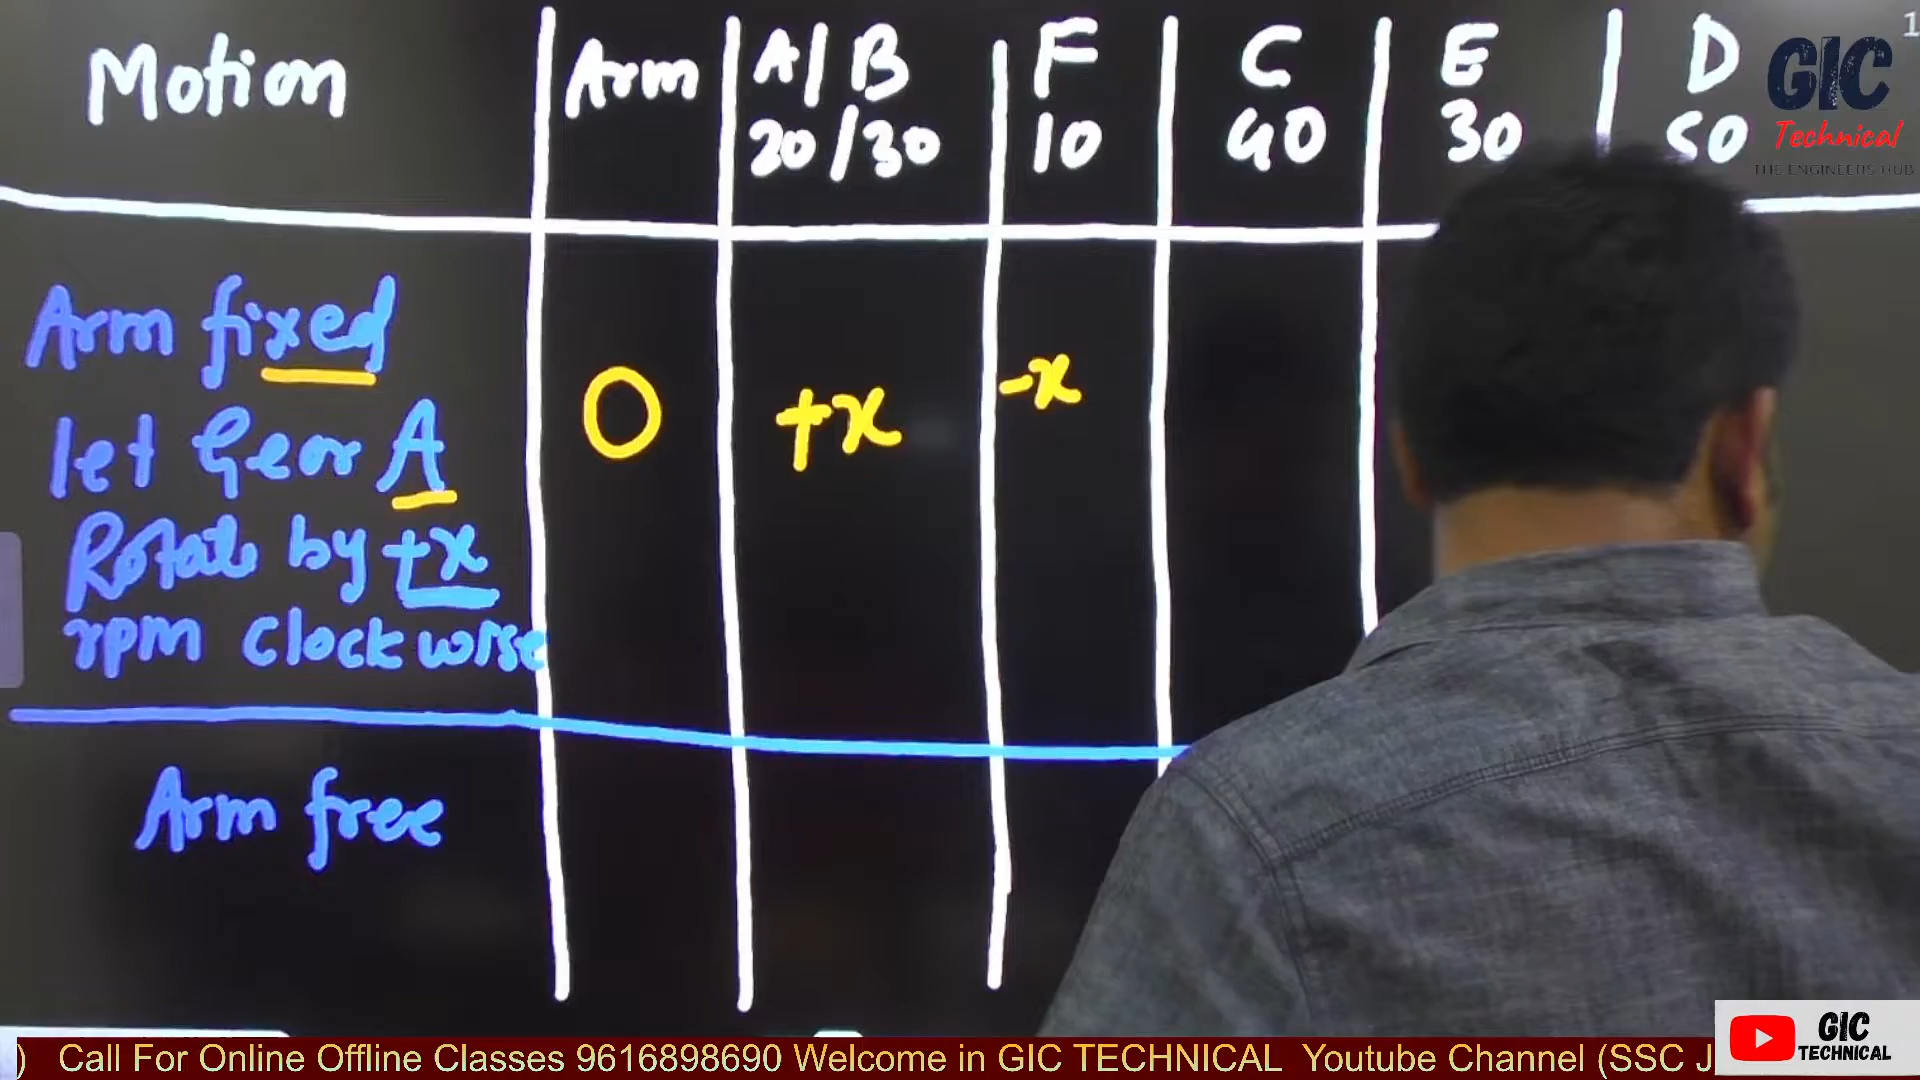 Motion Arm A/B F C E D
20/30 10 40 30 50
Arm fixed
let Gear A
Rotate by +x
rpm clockwise
0 +x -x
Arm free
GIC
Technical
THE ENGINEERS HUB
1
) Call For Online Offline Classes 9616898690 Welcome in GIC TECHNICAL Youtube Channel (SSC J
GIC
TECHNICAL